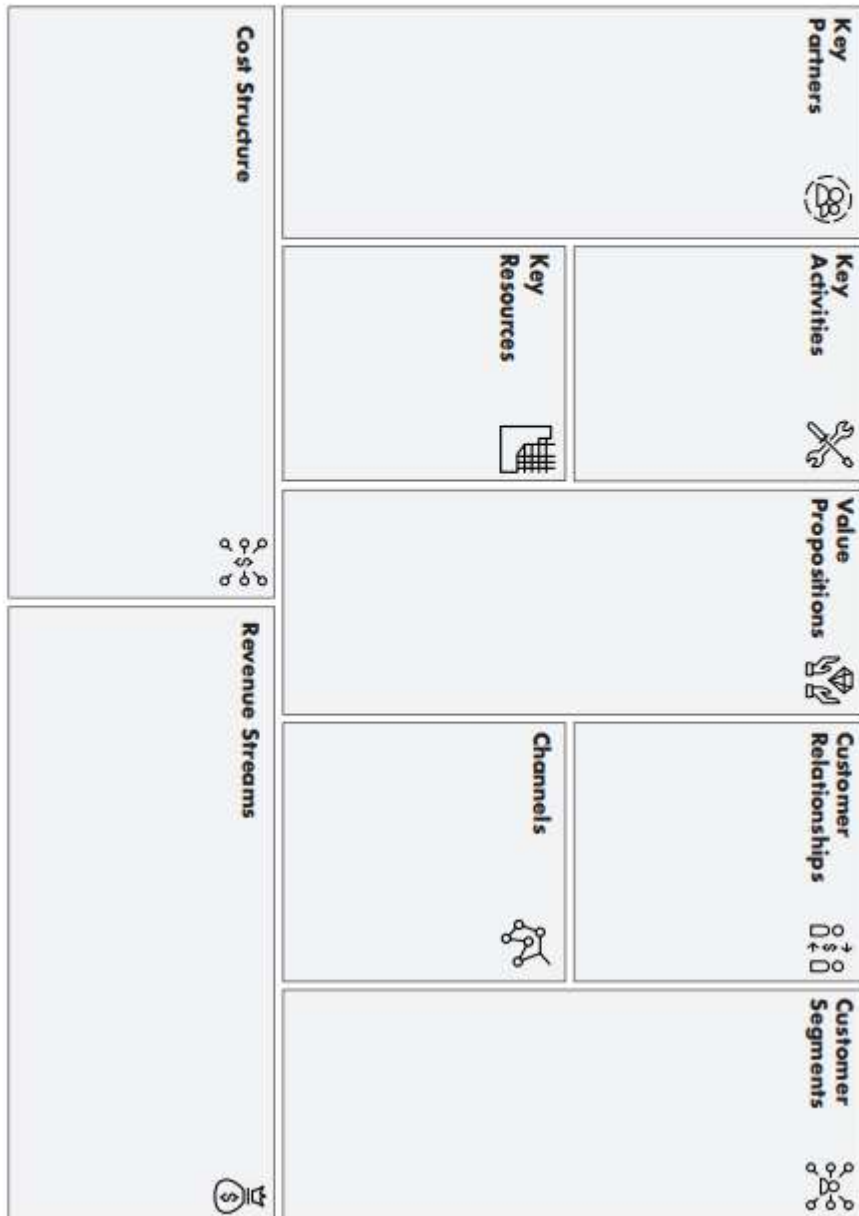 Key
Partners
Key
Activities
Key
Resources
Value
Propositions
Customer
Relationships
Channels
Customer
Segments
Cost Structure
Revenue Streams